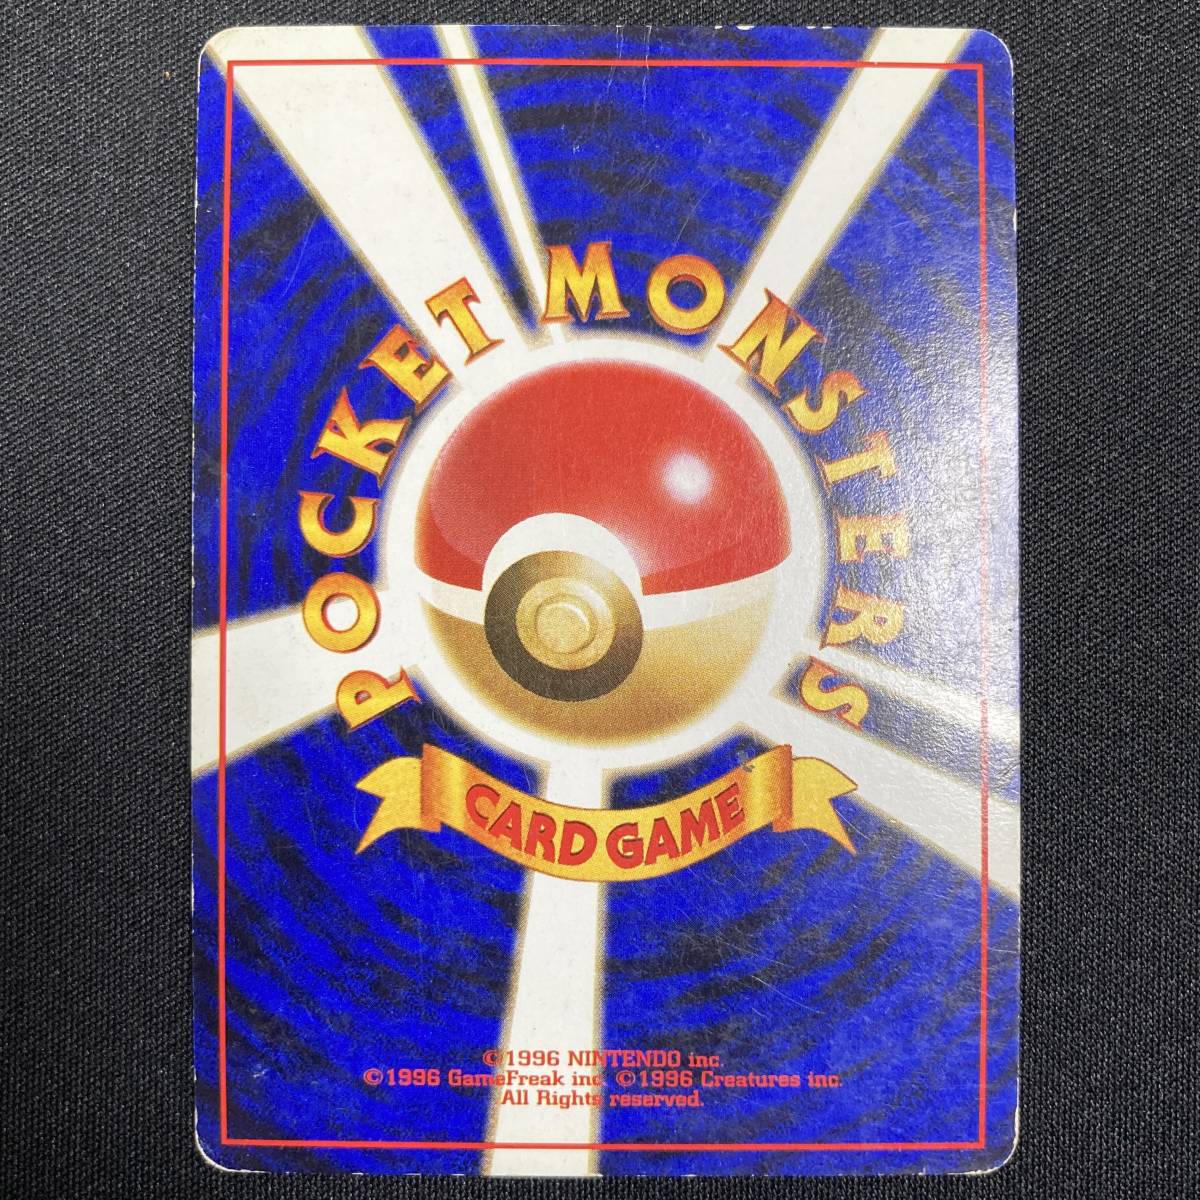 POCKET MONSTERS
CARD GAME
©1996 NINTENDO inc.
©1996 GameFreak inc. ©1996 Creatures inc.
All Rights reserved.